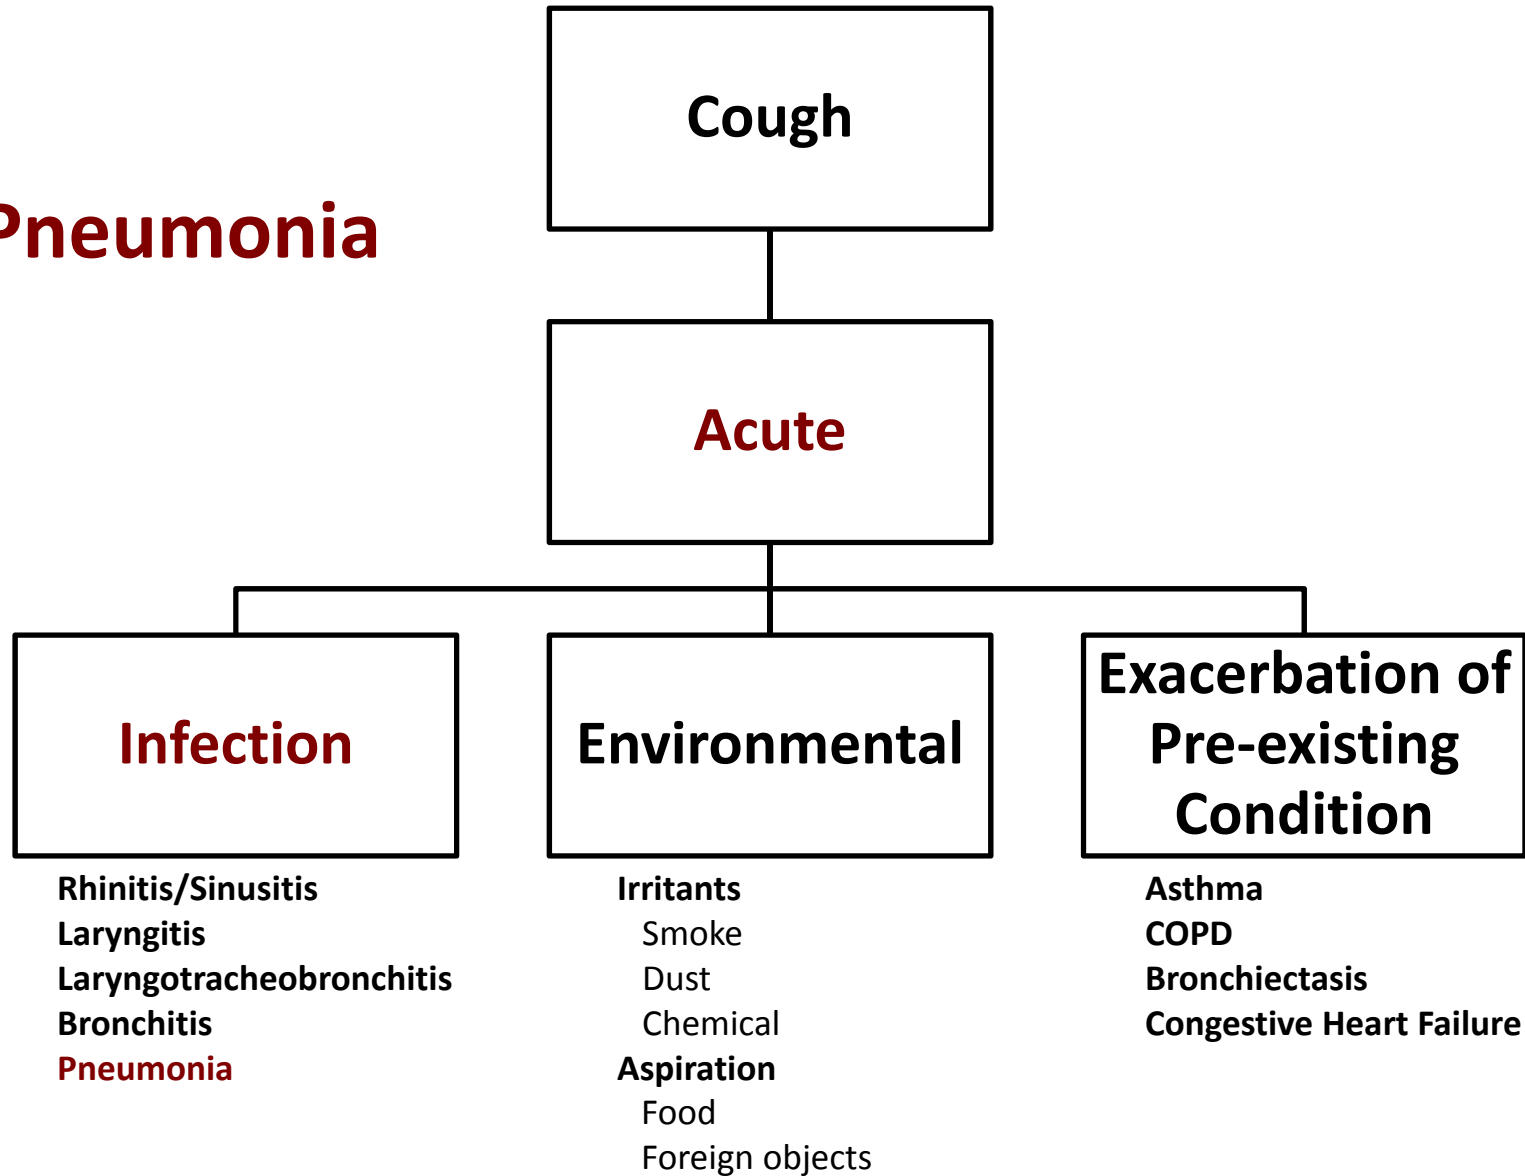 Cough
Pneumonia
Acute
Infection
Environmental
Exacerbation of
Pre-existing
Condition
Rhinitis/Sinusitis
Laryngitis
Laryngotracheobronchitis
Bronchitis
Pneumonia
Irritants
Smoke
Dust
Chemical
Aspiration
Food
Foreign objects
Asthma
COPD
Bronchiectasis
Congestive Heart Failure